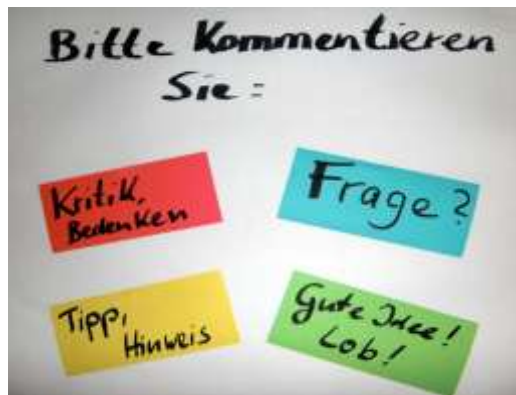 Bitte Kommentieren
Sie:
Kritik,
Bedenken
Frage?
Tipp,
Hinweis
Gute Idee!
Lob!